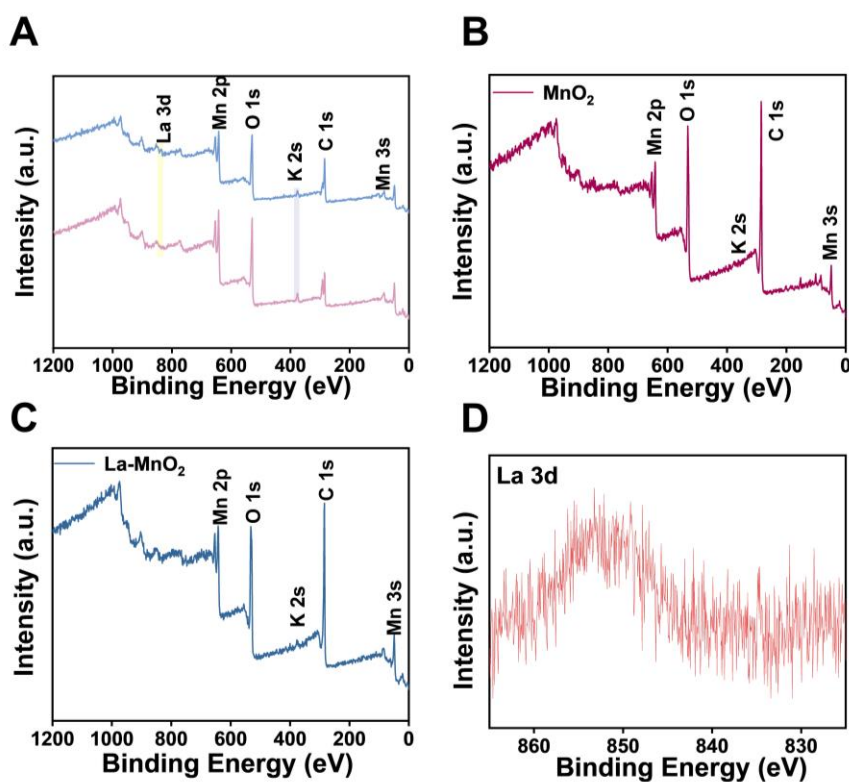 A
La 3d
Mn 2p
O 1s
K 2s
C 1s
Mn 3s
Intensity (a.u.)
1200 1000 800 600 400 200 0
Binding Energy (eV)
B
MnO₂
Mn 2p
O 1s
K 2s
C 1s
Mn 3s
Intensity (a.u.)
1200 1000 800 600 400 200 0
Binding Energy (eV)
C
La-MnO₂
Mn 2p
O 1s
K 2s
C 1s
Mn 3s
Intensity (a.u.)
1200 1000 800 600 400 200 0
Binding Energy (eV)
D
La 3d
Intensity (a.u.)
860 850 840 830
Binding Energy (eV)